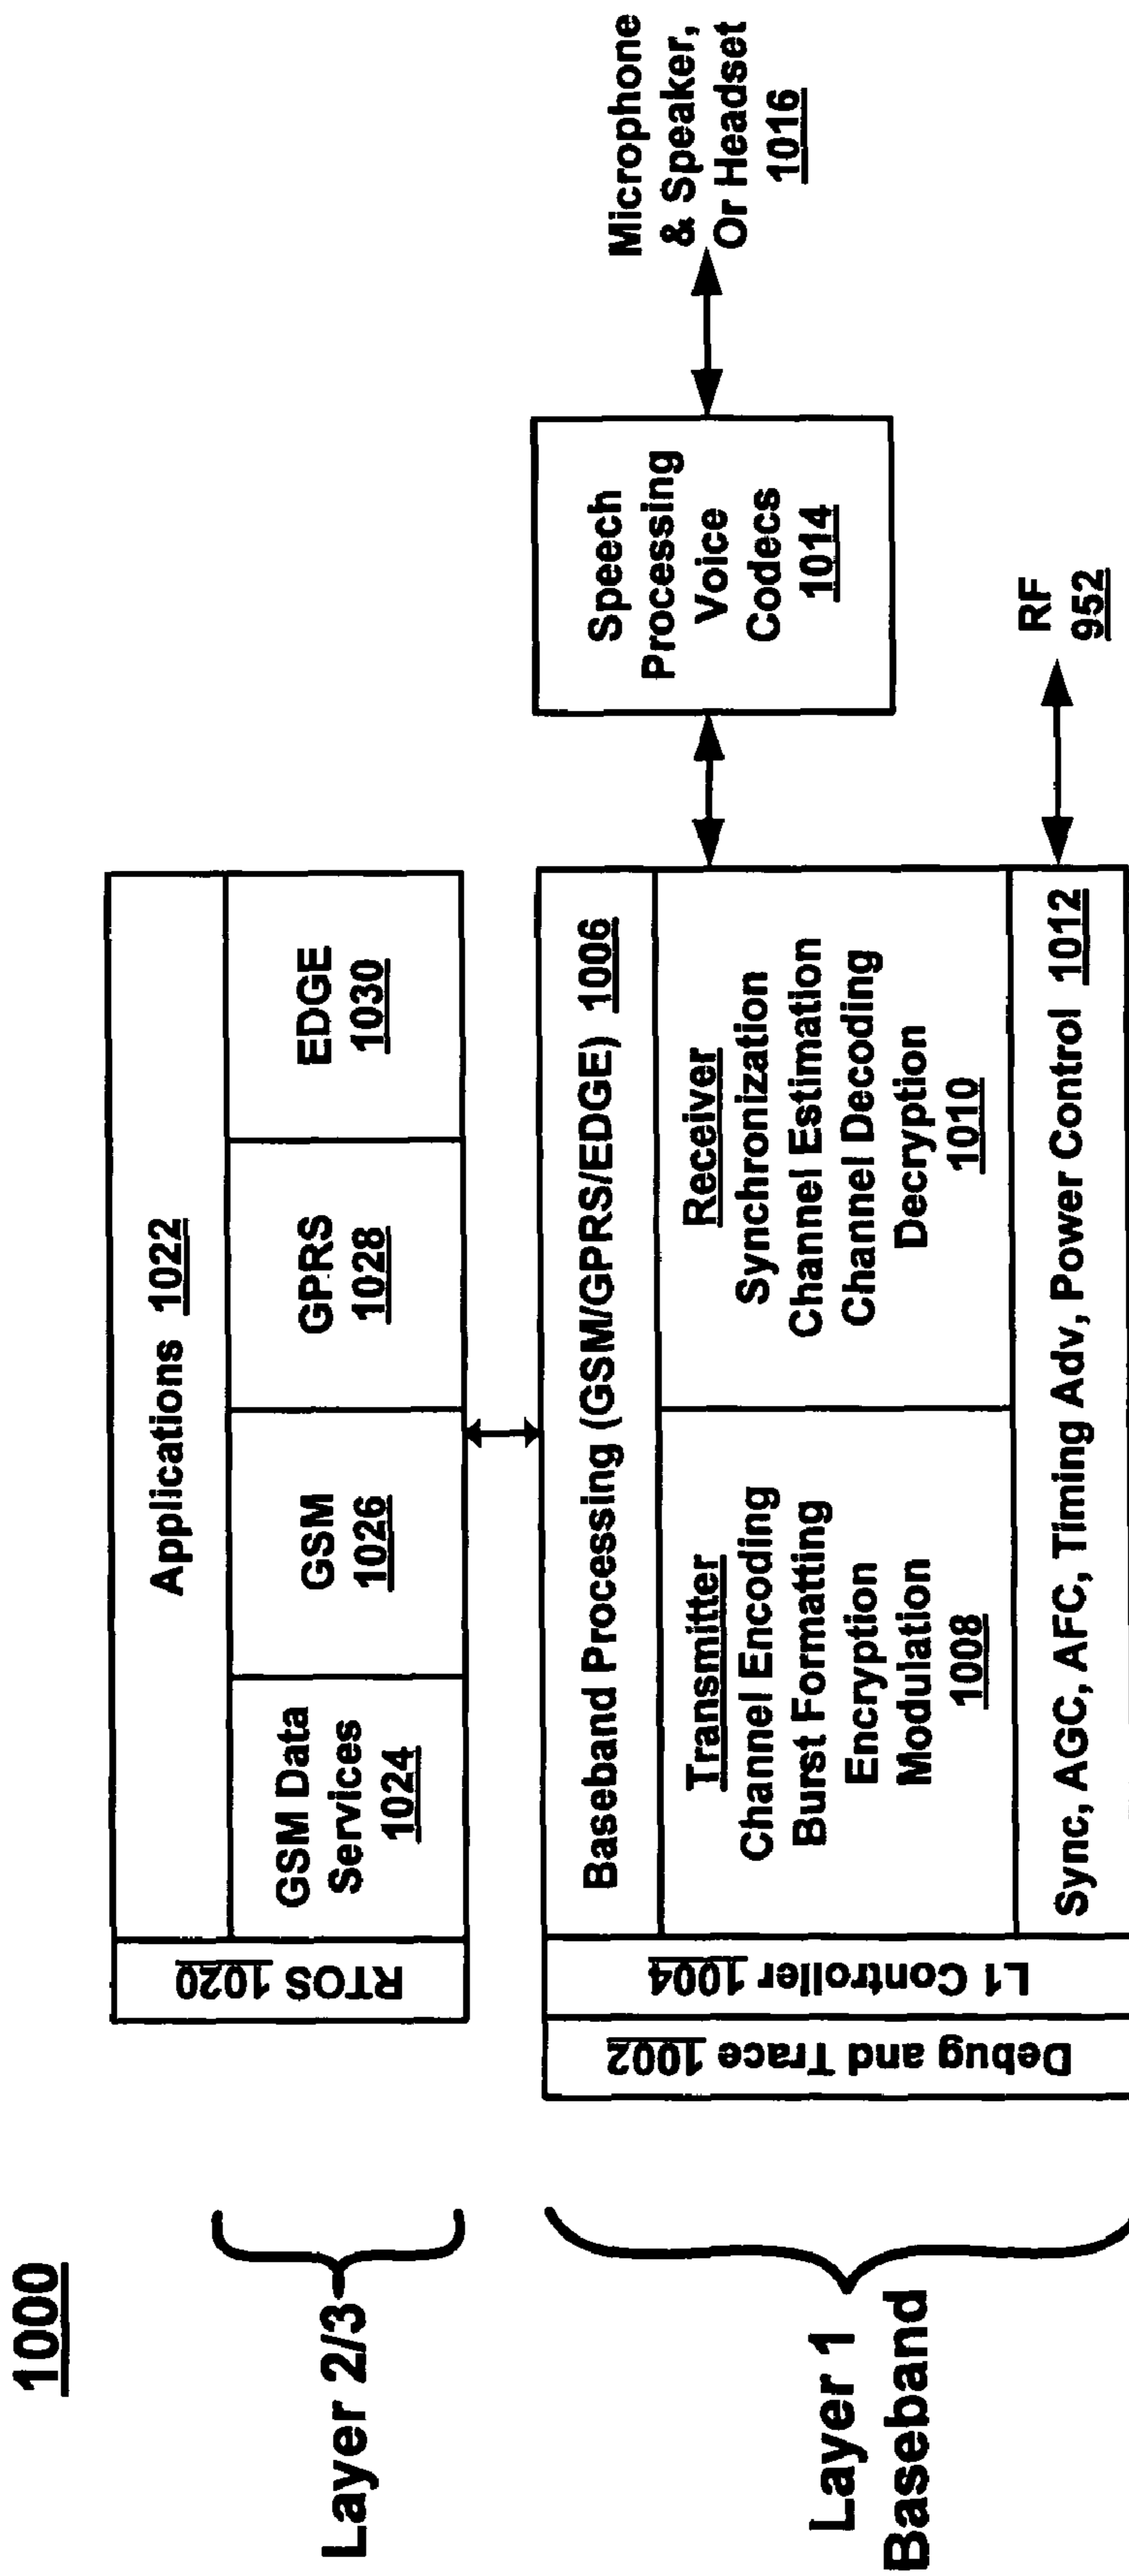 1000
Layer 2/3
RTOS 1020
Applications 1022
GSM Data
Services
1024
GSM
1026
GPRS
1028
EDGE
1030
Layer 1
Baseband
Debug and Trace 1002
L1 Controller 1004
Baseband Processing (GSM/GPRS/EDGE) 1006
Transmitter
Channel Encoding
Burst Formatting
Encryption
Modulation
1008
Receiver
Synchronization
Channel Estimation
Channel Decoding
Decryption
1010
Sync, AGC, AFC, Timing Adv, Power Control 1012
Speech
Processing
Voice
Codecs
1014
Microphone
& Speaker,
Or Headset
1016
RF
952